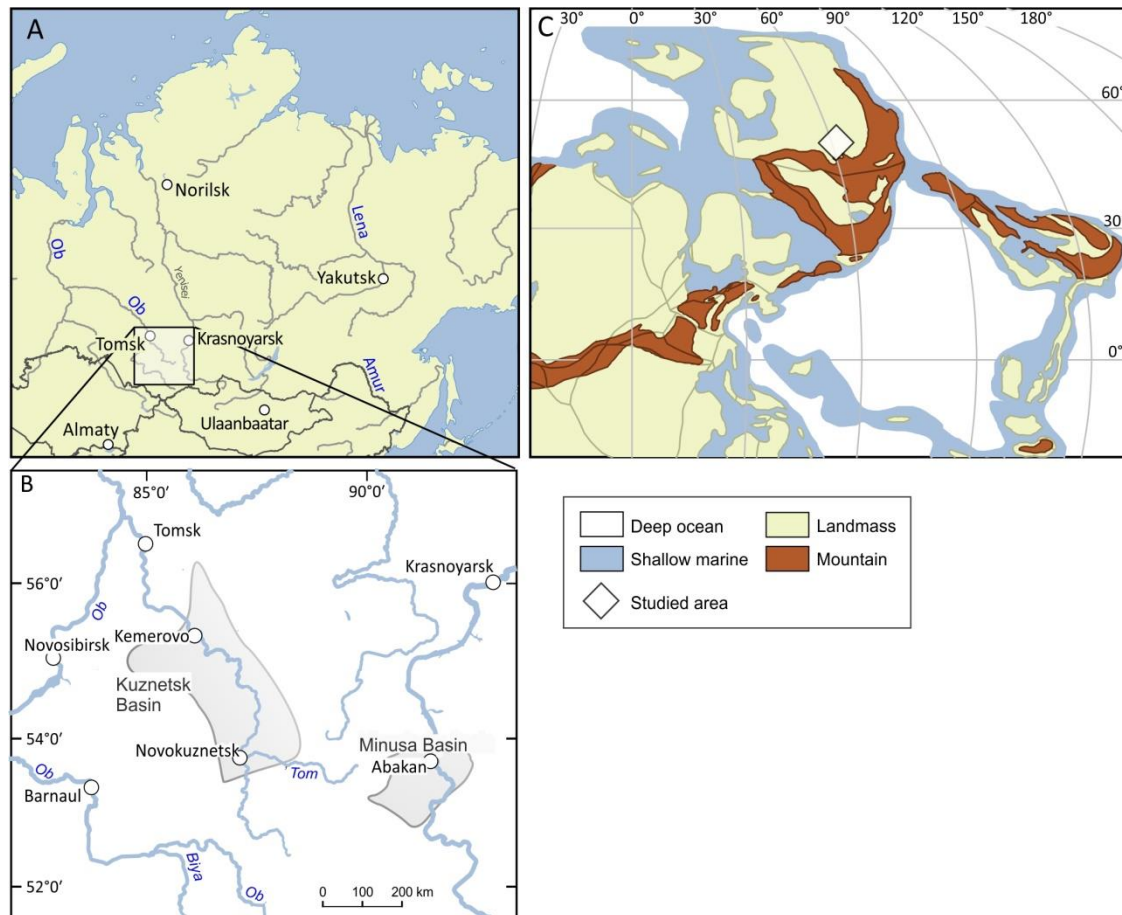 A
Norilsk
Ob
Lena
Yenisei
Yakutsk
Ob
Tomsk
Krasnoyarsk
Amur
Ulaanbaatar
Almaty
B
85°0′
90°0′
Tomsk
Krasnoyarsk
56°0′
Ob
Kemerovo
Novosibirsk
Kuznetsk
Basin
54°0′
Novokuznetsk
Minusa Basin
Abakan
Tom
Ob
Barnaul
Biya
Ob
52°0′
0 100 200 km
C
30° 0° 30° 60° 90° 120° 150° 180°
60°
30°
0°
Deep ocean
Landmass
Shallow marine
Mountain
Studied area